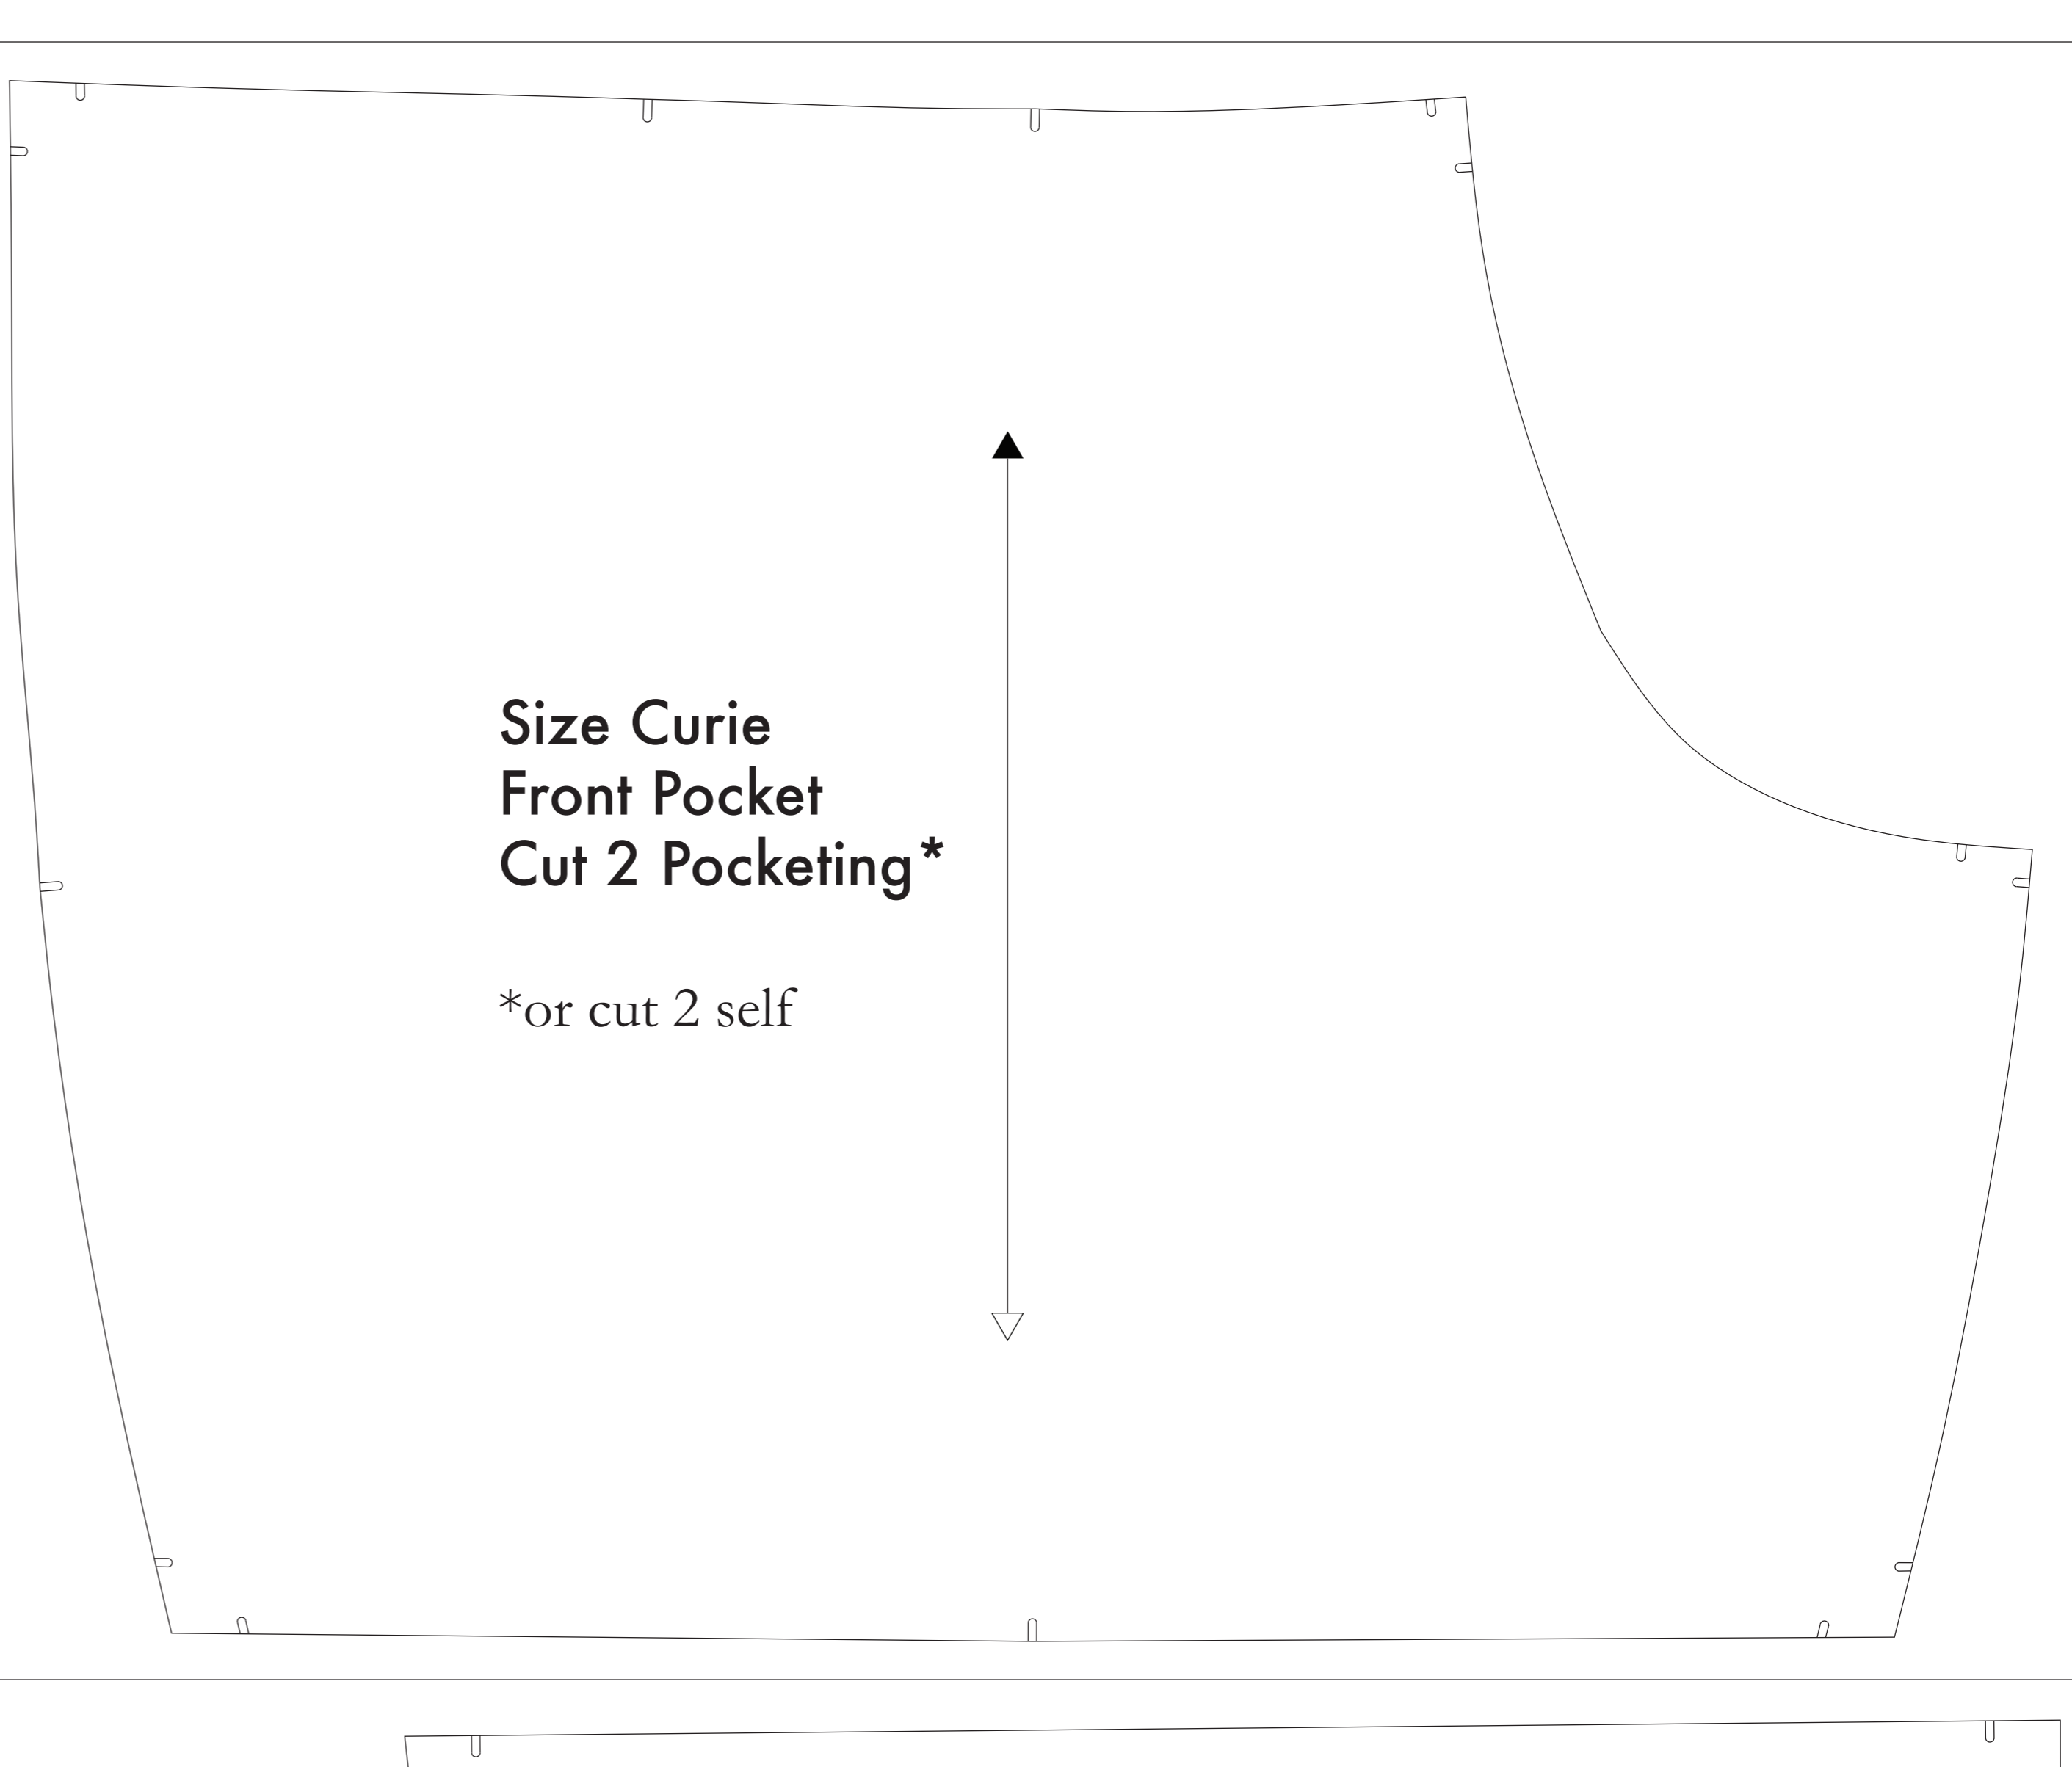 Size Curie
Front Pocket
Cut 2 Pocketing*
*or cut 2 self